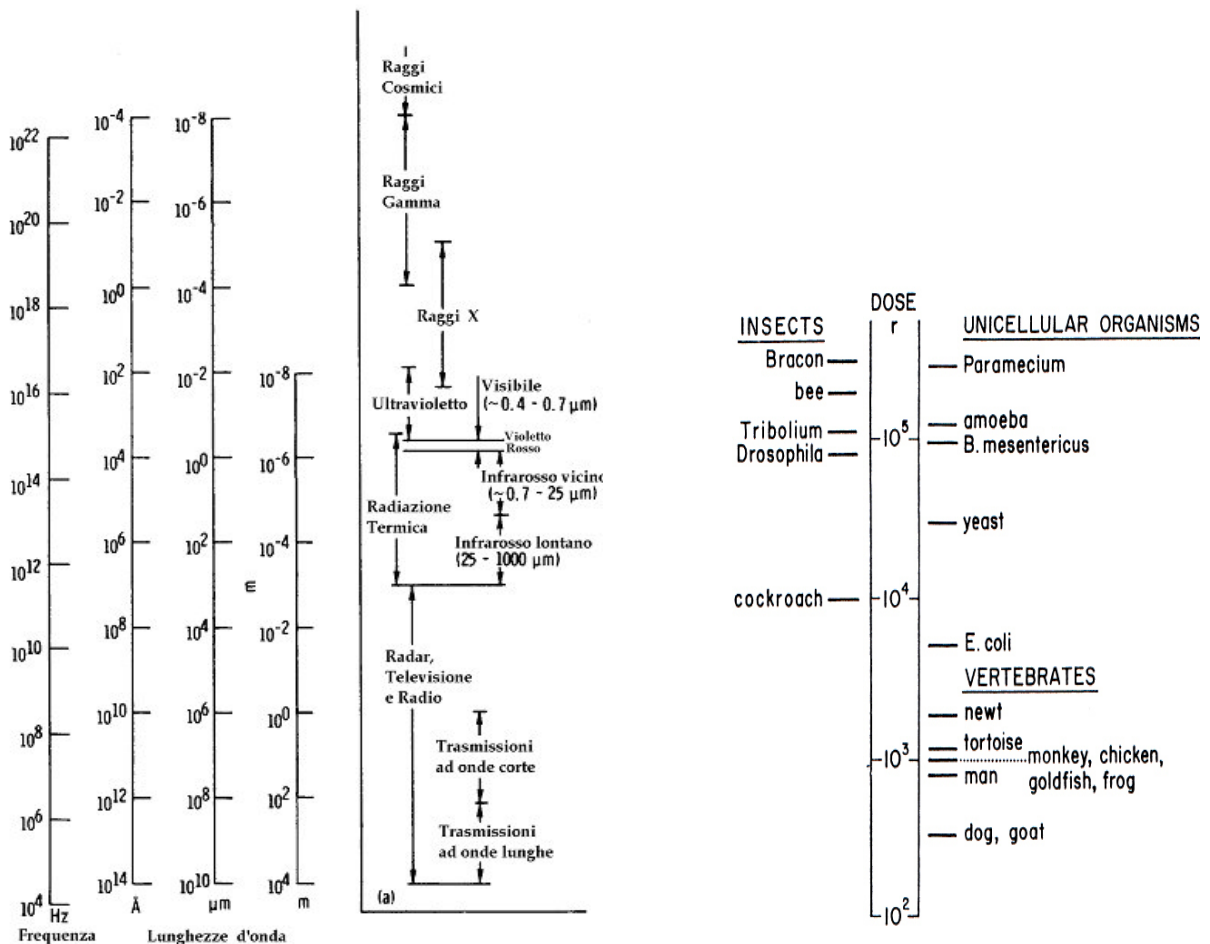 Raggi
Cosmici
Raggi
Gamma
Raggi X
Ultravioletto
Visibile
(~0.4 - 0.7 μm)
Violetto
Rosso
Infrarosso vicino
(~0.7 - 25 μm)
Radiazione
Termica
Infrarosso lontano
(25 - 1000 μm)
Radar,
Televisione
e Radio
Trasmissioni
ad onde corte
Trasmissioni
ad onde lunghe
(a)
10^22
10^20
10^18
10^16
10^14
10^12
10^10
10^8
10^6
10^4
Hz
Frequenza
10^-4
10^-2
10^0
10^2
10^4
10^6
10^8
10^10
10^12
10^14
Å
10^-8
10^-6
10^-4
10^-2
10^0
10^2
10^4
10^6
10^8
10^10
μm
10^-8
10^-6
10^-4
m
10^-2
10^0
10^2
10^4
m
Lunghezze d'onda
DOSE
r
10^5
10^4
10^3
10^2
INSECTS
Bracon
bee
Tribolium
Drosophila
cockroach
UNICELLULAR ORGANISMS
Paramecium
amoeba
B. mesentericus
yeast
E. coli
VERTEBRATES
newt
tortoise
monkey, chicken,
goldfish, frog
man
dog, goat